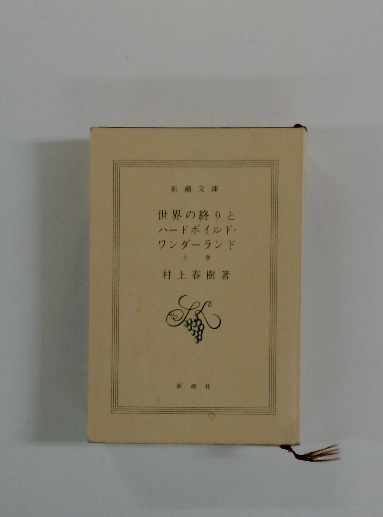 新潮文庫
世界の終りと
ハードボイルド・
ワンダーランド
上巻
村上春樹著
新潮社